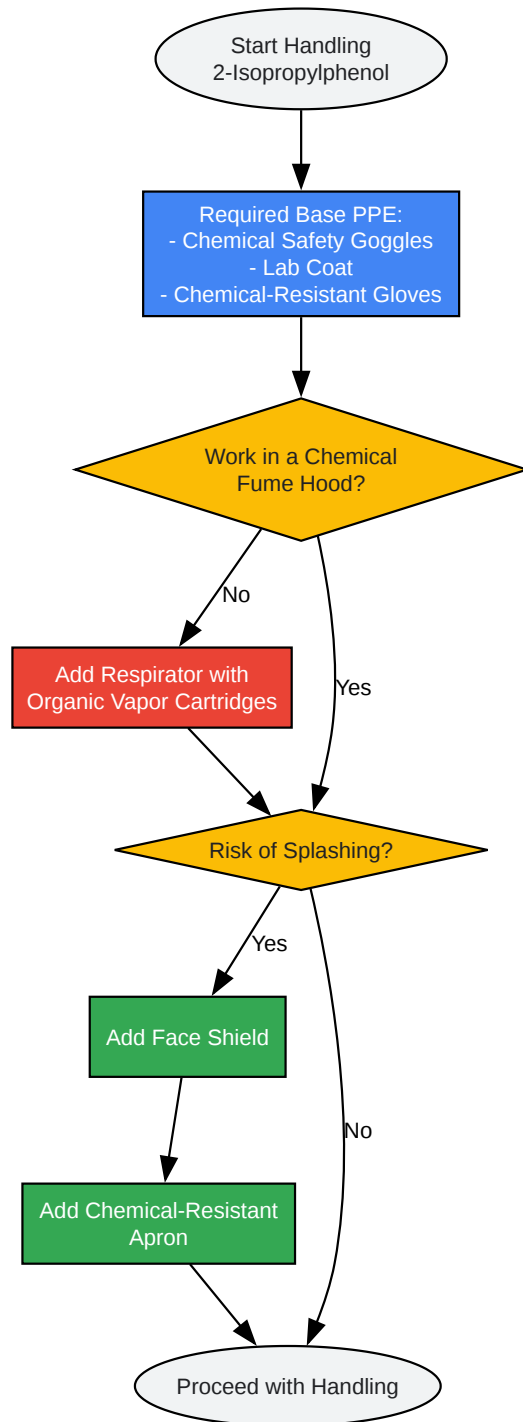 Start Handling
2-Isopropylphenol
Required Base PPE:
- Chemical Safety Goggles
- Lab Coat
- Chemical-Resistant Gloves
Work in a Chemical
Fume Hood?
No
Yes
Add Respirator with
Organic Vapor Cartridges
Risk of Splashing?
Yes
No
Add Face Shield
Add Chemical-Resistant
Apron
Proceed with Handling